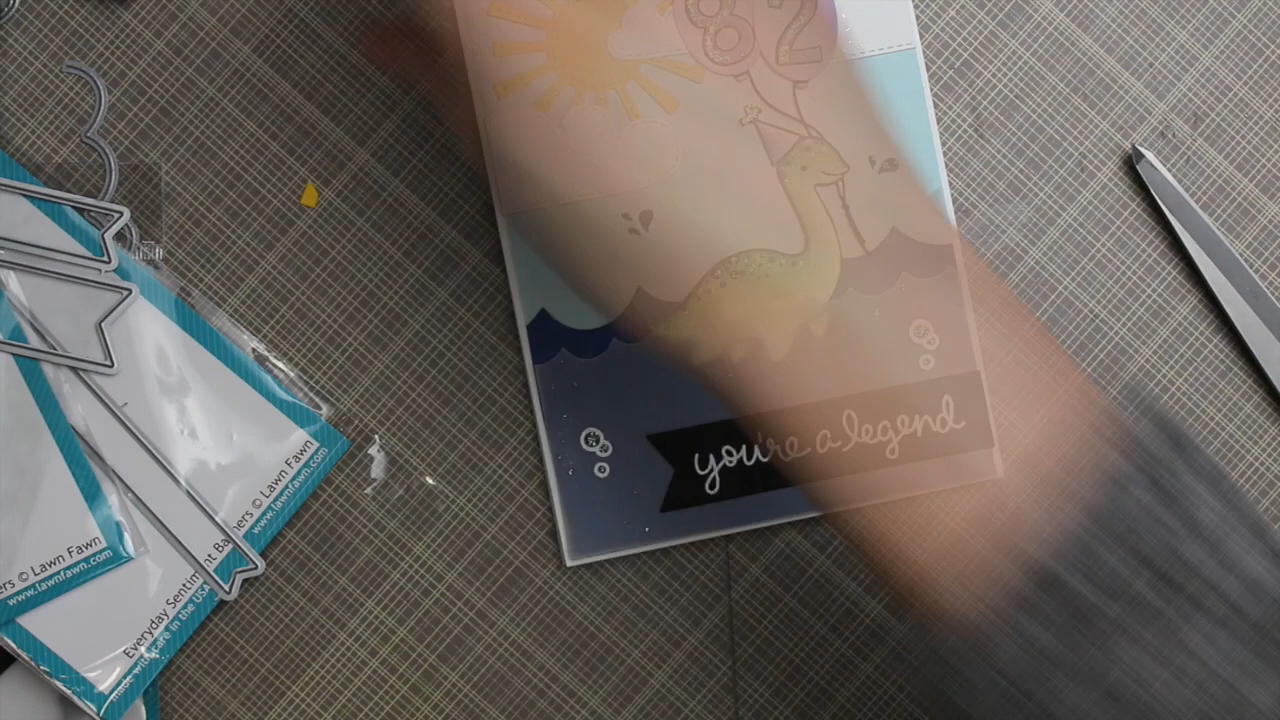 82
you're a legend
ers © Lawn Fawn
www.lawnfawn.com
Everyday Sentiment Banners © Lawn Fawn
made with care in the USA www.lawnfawn.com